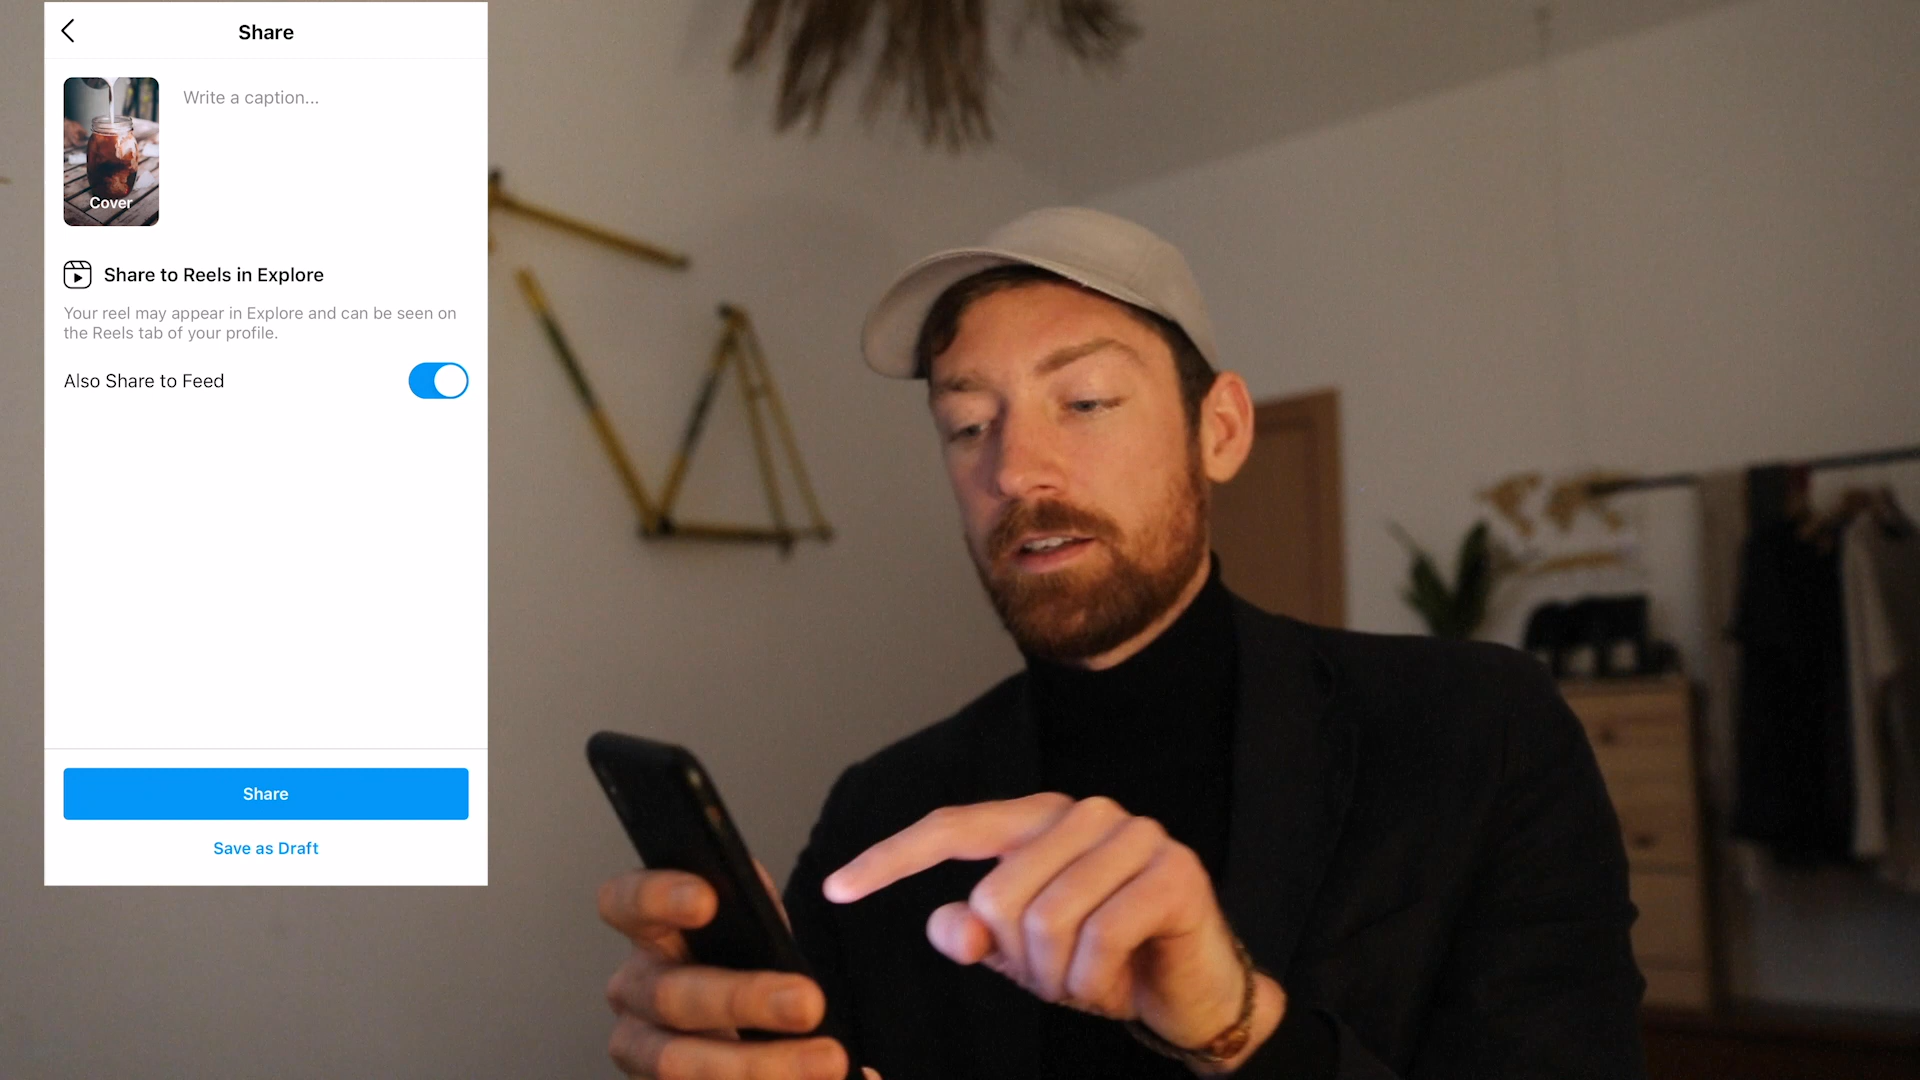 Share
Write a caption...
Cover
Share to Reels in Explore
Your reel may appear in Explore and can be seen on
the Reels tab of your profile.
Also Share to Feed
Share
Save as Draft